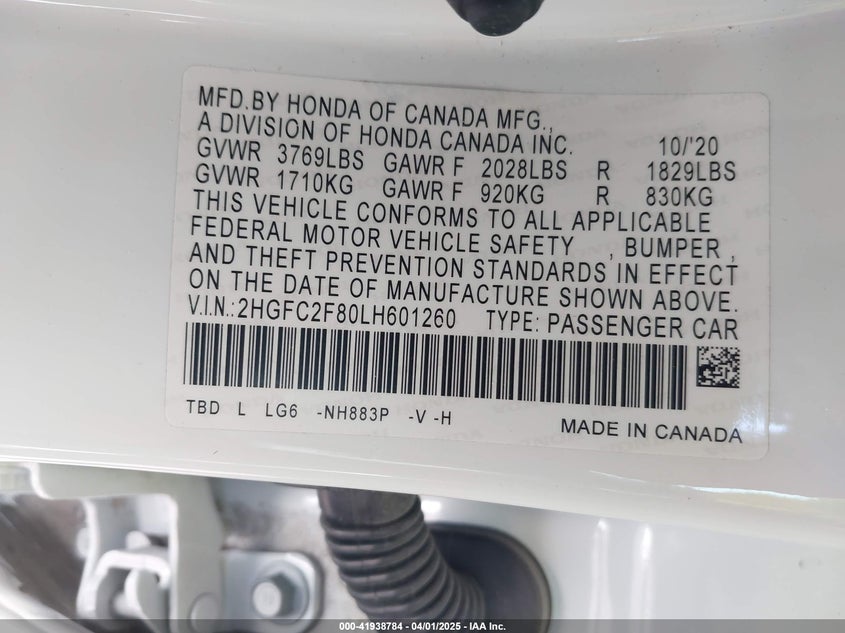 MFD.BY HONDA OF CANADA MFG.,
A DIVISION OF HONDA CANADA INC. 10/'20
GVWR 3769LBS GAWR F 2028LBS R 1829LBS
GVWR 1710KG GAWR F 920KG R 830KG
THIS VEHICLE CONFORMS TO ALL APPLICABLE
FEDERAL MOTOR VEHICLE SAFETY , BUMPER ,
AND THEFT PREVENTION STANDARDS IN EFFECT
ON THE DATE OF MANUFACTURE SHOWN ABOVE.
V.I.N.: 2HGFC2F80LH601260 TYPE: PASSENGER CAR
TBD L LG6 -NH883P -V -H MADE IN CANADA
000-41938784 - 04/01/2025 - IAA Inc.